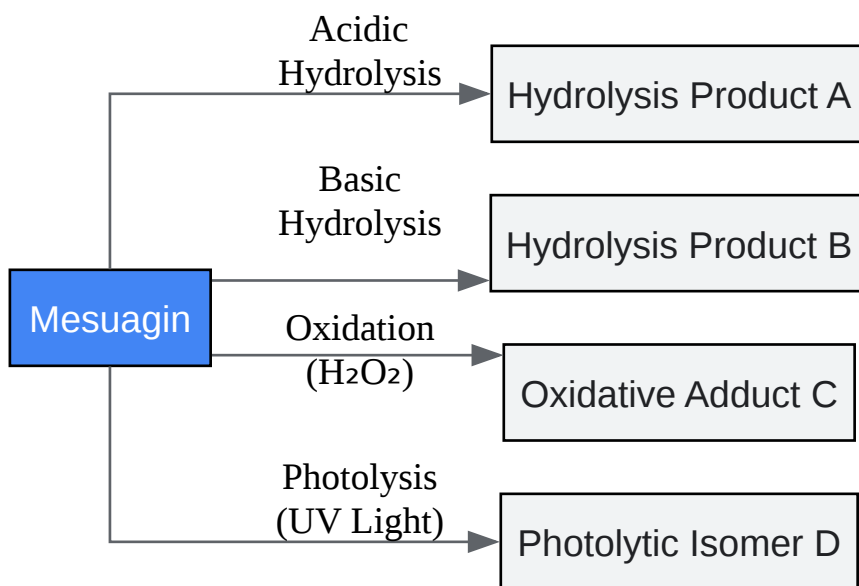 Acidic
Hydrolysis
Hydrolysis Product A
Basic
Hydrolysis
Hydrolysis Product B
Mesuagin
Oxidation
(H₂O₂)
Oxidative Adduct C
Photolysis
(UV Light)
Photolytic Isomer D